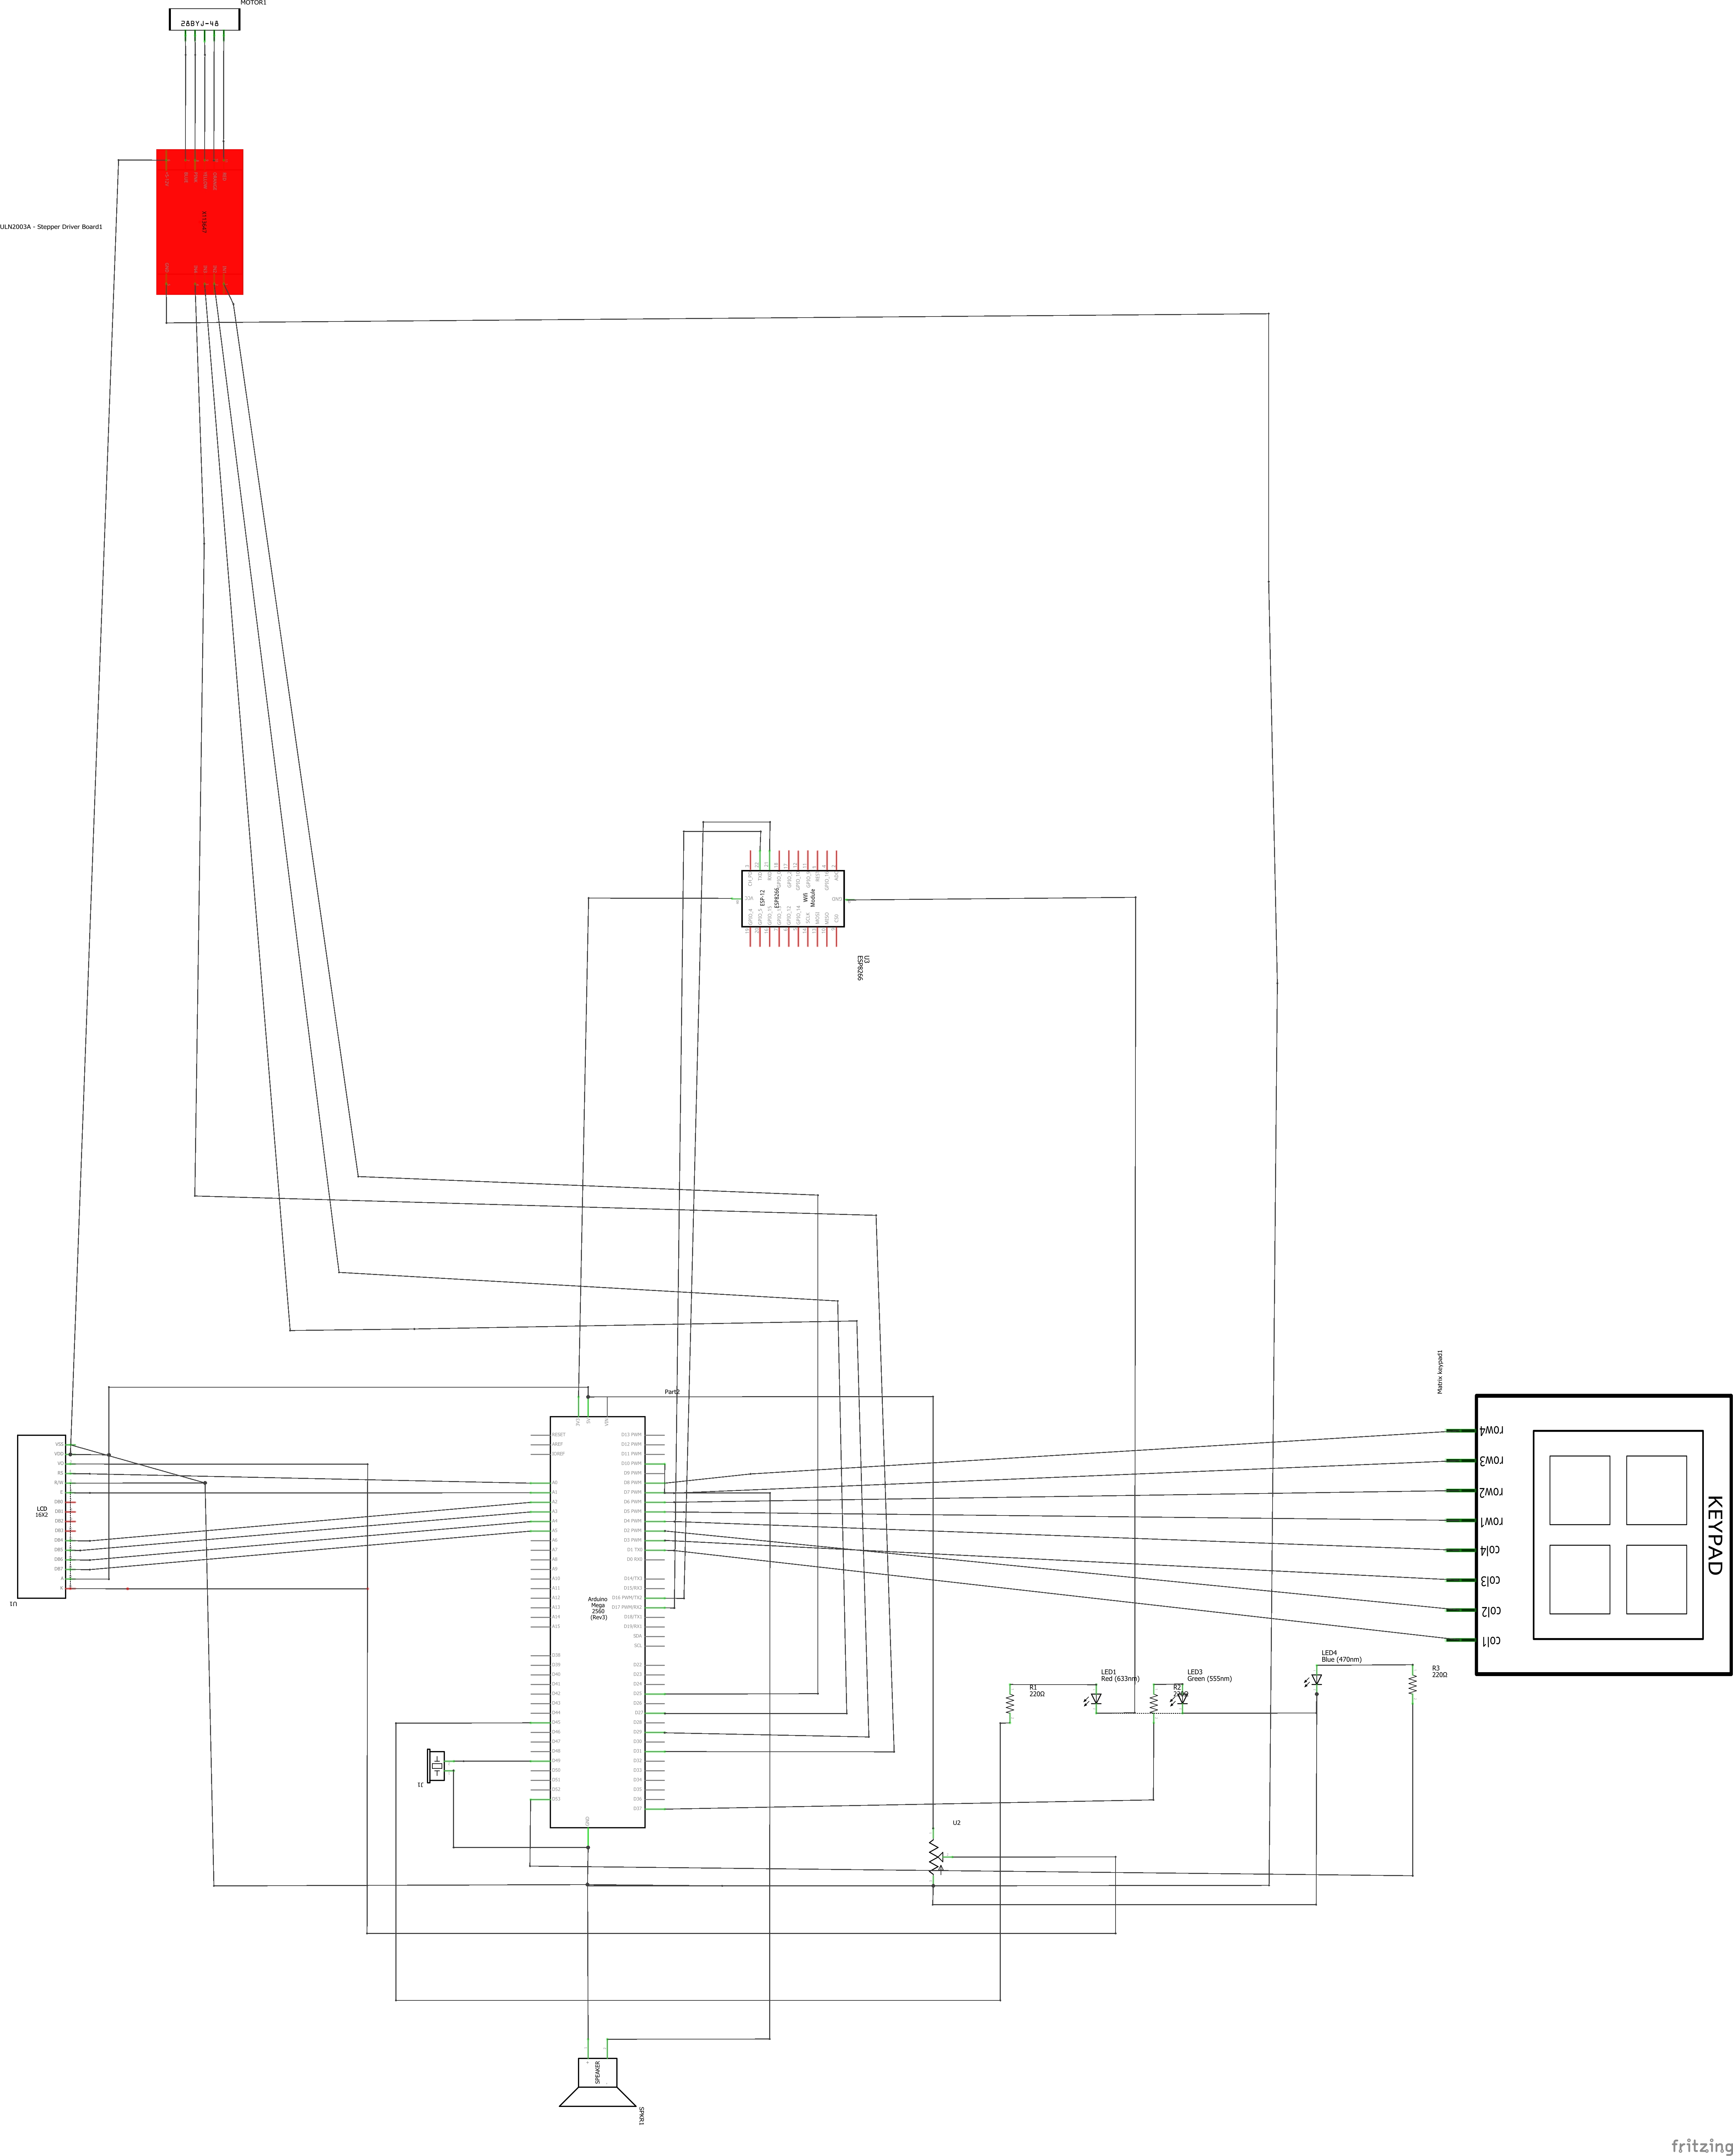 MOTOR1
28BYJ-48
ULN2003A - Stepper Driver Board1
VCC
ESP-12
ESP8266
Wifi
Module
GND
U3
ESP8266
Part2
Matrix keypad1
KEYPAD
row4
row3
row2
row1
col4
col3
col2
col1
LCD
16X2
U1
VSS
VDD
VO
RS
R/W
E
DB0
DB1
DB2
DB3
DB4
DB5
DB6
DB7
A
K
3V3
5V
VIN
RESET
AREF
IOREF
A0
A1
A2
A3
A4
A5
A6
A7
A8
A9
A10
A11
A12
A13
A14
A15
D38
D39
D40
D41
D42
D43
D44
D45
D46
D47
D48
D49
D50
D51
D52
D53
D13 PWM
D12 PWM
D11 PWM
D10 PWM
D9 PWM
D8 PWM
D7 PWM
D6 PWM
D5 PWM
D4 PWM
D2 PWM
D3 PWM
D1 TX0
D0 RX0
D14/TX3
D15/RX3
D16 PWM/TX2
D17 PWM/RX2
D18/TX1
D19/RX1
SDA
SCL
D22
D23
D24
D25
D26
D27
D28
D29
D30
D31
D32
D33
D34
D35
D36
D37
GND
Arduino
Mega
2560
(Rev3)
J1
R1
220Ω
LED1
Red (633nm)
R2
220Ω
LED3
Green (555nm)
LED4
Blue (470nm)
R3
220Ω
U2
SPEAKER
SPKR1
fritzing